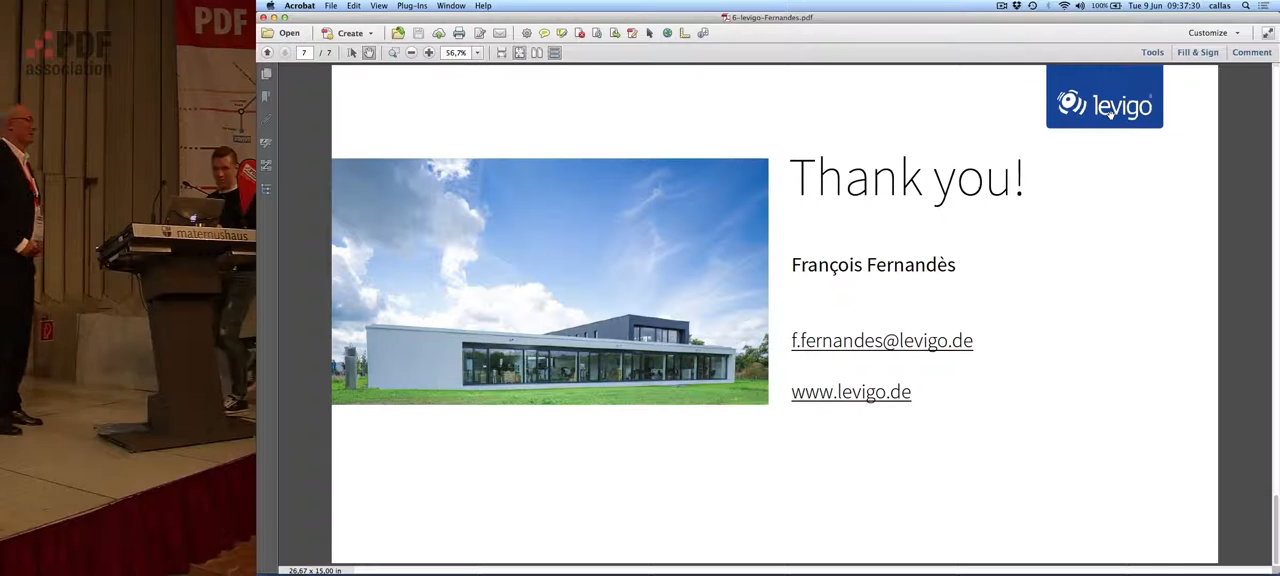 PDF
association
PDF
maternushaus
Acrobat File Edit View Plug-Ins Window Help
100% Tue 9 Jun 09:37:30 callas
6-levigo-Fernandes.pdf
Open Create Customize
7 / 7 56,7% Tools Fill & Sign Comment
levigo
Thank you!
François Fernandès
f.fernandes@levigo.de
www.levigo.de
26,67 x 15,00 in